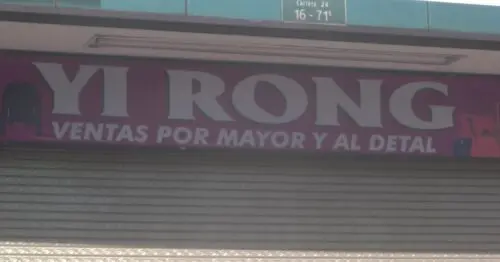 Carrera 24
16-71
YI RONG
VENTAS POR MAYOR Y AL DETAL